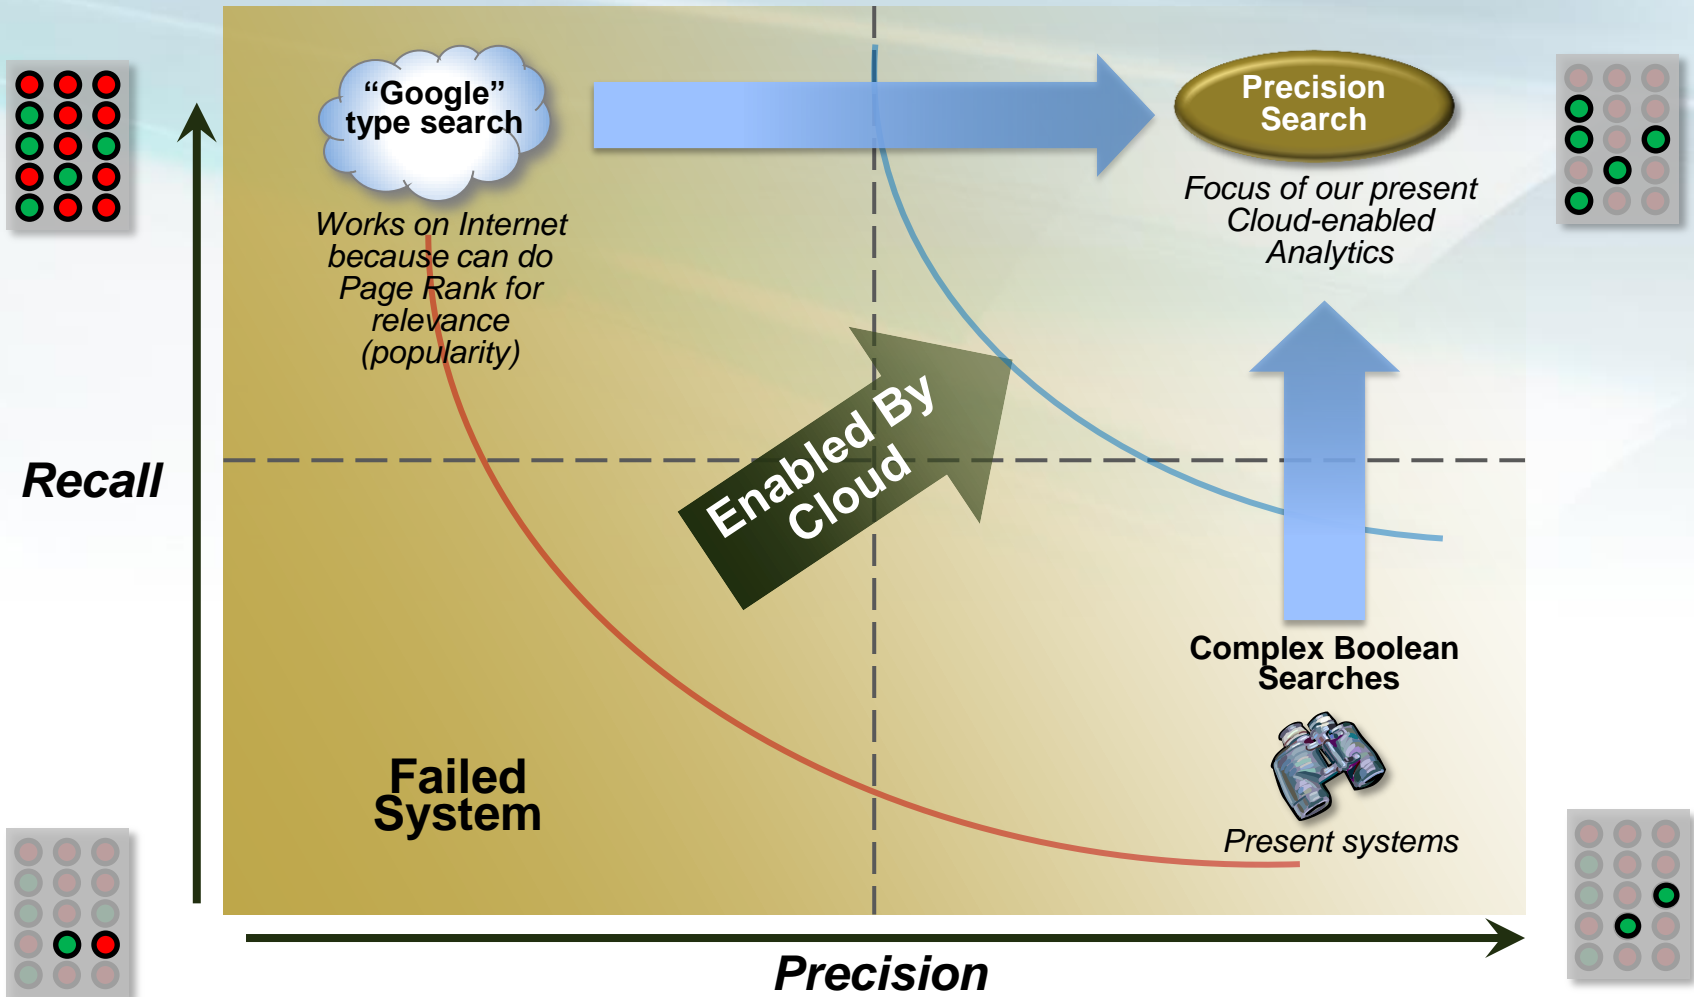 “Google”
type search
Works on Internet
because can do
Page Rank for
relevance
(popularity)
Precision
Search
Focus of our present
Cloud-enabled
Analytics
Recall
Enabled By
Cloud
Complex Boolean
Searches
Present systems
Failed
System
Precision